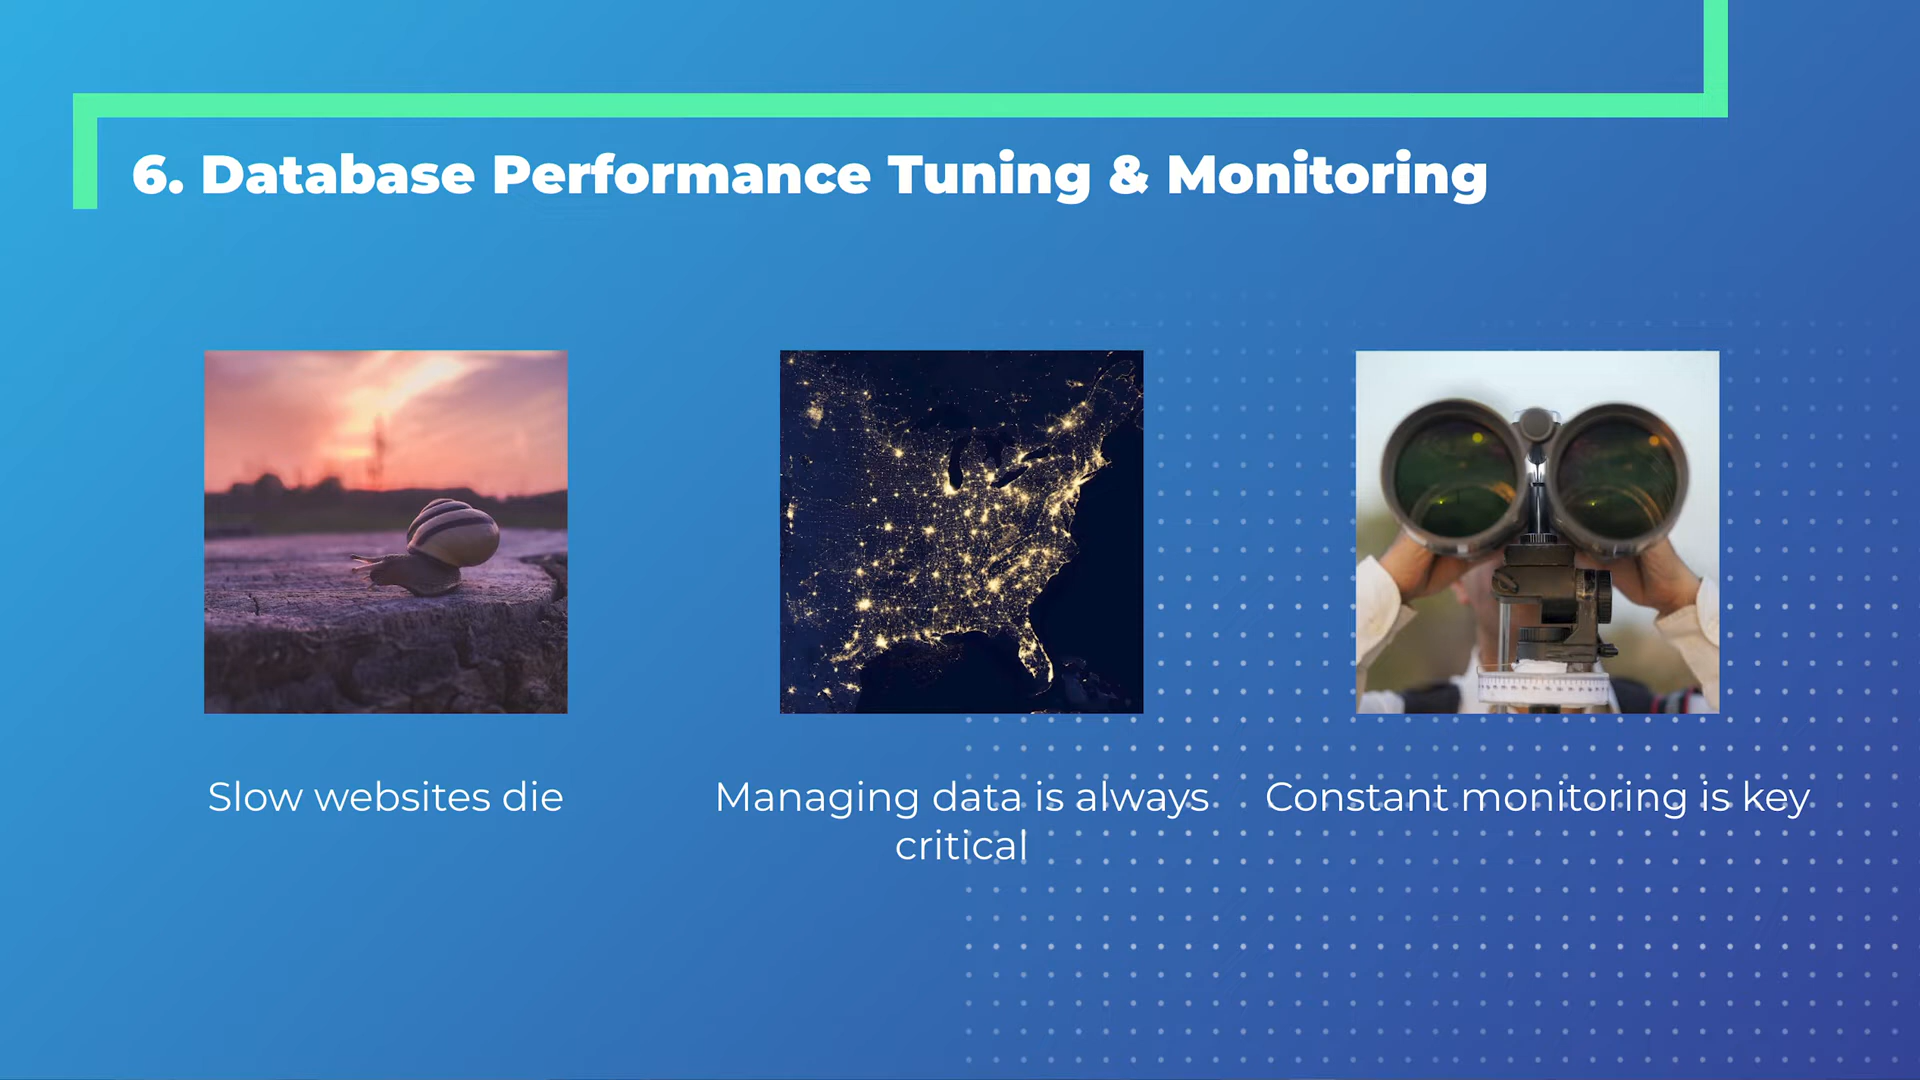 6. Database Performance Tuning & Monitoring
Slow websites die
Managing data is always
critical
Constant monitoring is key